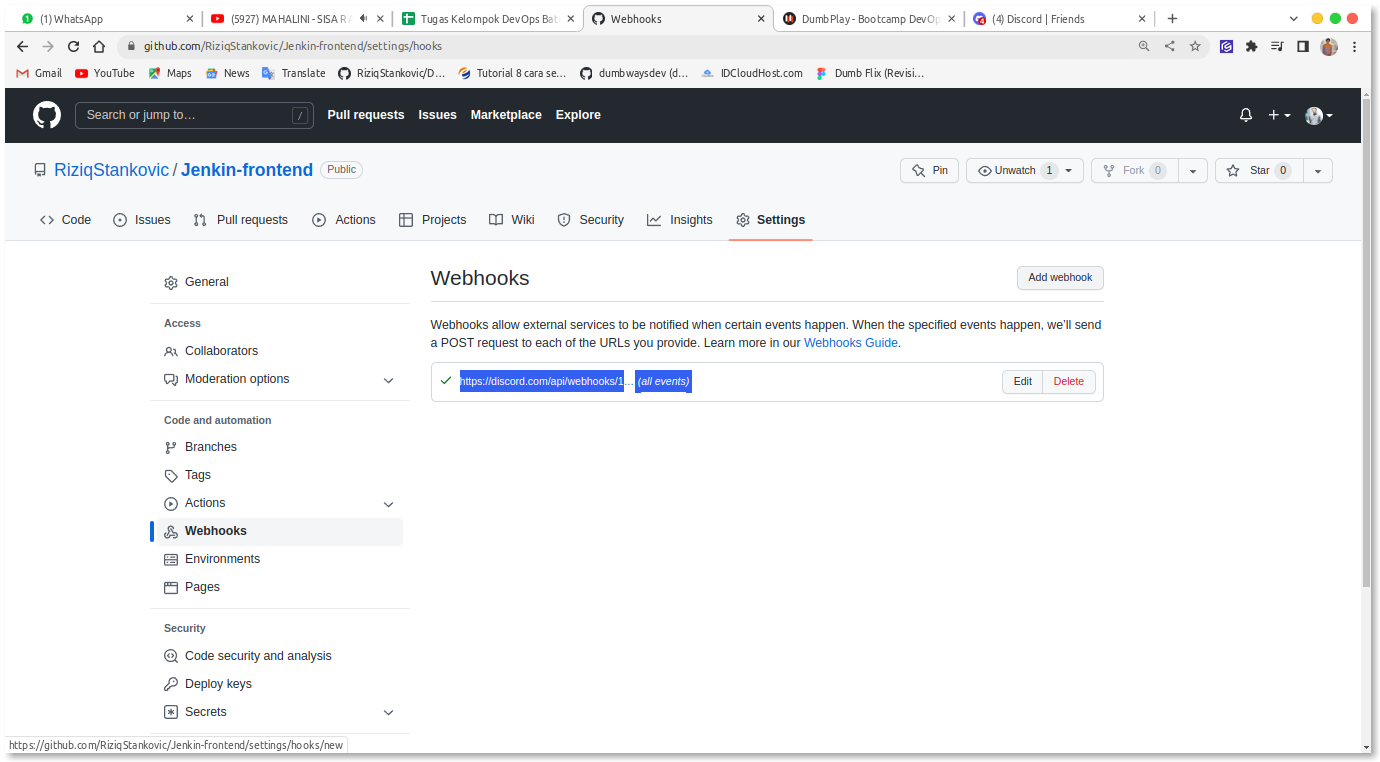 (1) WhatsApp
(5927) MAHALINI - SISA RA
Tugas Kelompok DevOps Bat
Webhooks
DumbPlay - Bootcamp DevOp
(4) Discord | Friends
github.com/RiziqStankovic/Jenkin-frontend/settings/hooks
Gmail
YouTube
Maps
News
Translate
RiziqStankovic/D...
Tutorial 8 cara se...
dumbwaysdev (d...
IDCloudHost.com
Dumb Flix (Revisi...
Search or jump to...
/
Pull requests
Issues
Marketplace
Explore
RiziqStankovic / Jenkin-frontend
Public
Pin
Unwatch 1
Fork 0
Star 0
Code
Issues
Pull requests
Actions
Projects
Wiki
Security
Insights
Settings
General
Access
Collaborators
Moderation options
Code and automation
Branches
Tags
Actions
Webhooks
Environments
Pages
Security
Code security and analysis
Deploy keys
Secrets
Webhooks
Add webhook
Webhooks allow external services to be notified when certain events happen. When the specified events happen, we'll send
a POST request to each of the URLs you provide. Learn more in our Webhooks Guide.
https://discord.com/api/webhooks/1... (all events)
Edit
Delete
https://github.com/RiziqStankovic/Jenkin-frontend/settings/hooks/new